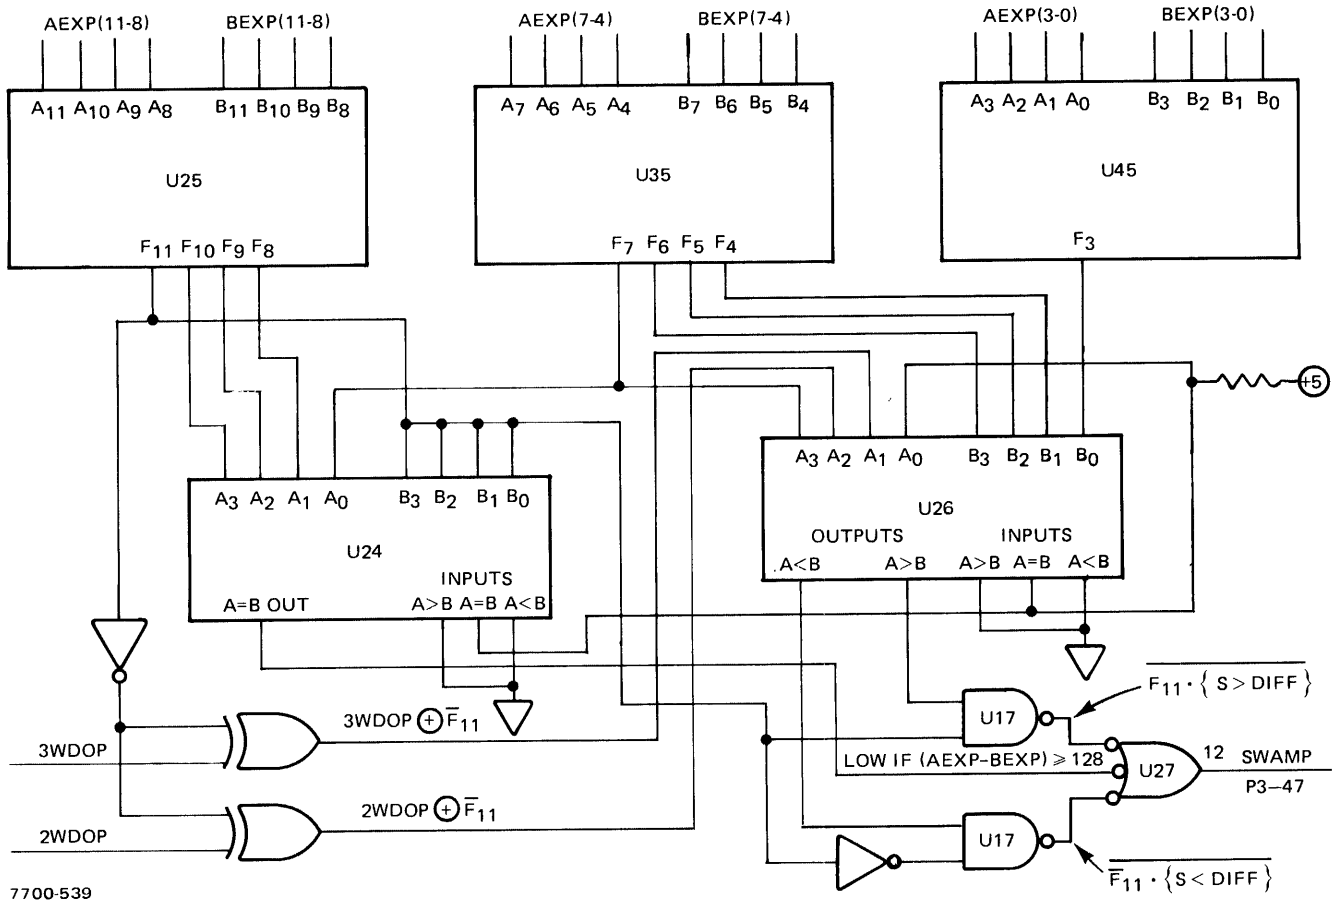 AEXP(11-8) BEXP(11-8) AEXP(7-4) BEXP(7-4) AEXP(3-0) BEXP(3-0)
A11 A10 A9 A8 B11 B10 B9 B8
A7 A6 A5 A4 B7 B6 B5 B4
A3 A2 A1 A0 B3 B2 B1 B0
U25 U35 U45
F11 F10 F9 F8
F7 F6 F5 F4
F3
+5
A3 A2 A1 A0 B3 B2 B1 B0
U26
OUTPUTS INPUTS
A<B A>B A>B A=B A<B
A3 A2 A1 A0 B3 B2 B1 B0
U24
INPUTS
A=B OUT A>B A=B A<B
F11 · { S > DIFF }
U17
3WDOP
3WDOP ⊕ F̅11
LOW IF (AEXP-BEXP) ⩾ 128
U27
12 SWAMP
P3-47
2WDOP
2WDOP ⊕ F̅11
U17
F̅11 · { S < DIFF }
7700-539